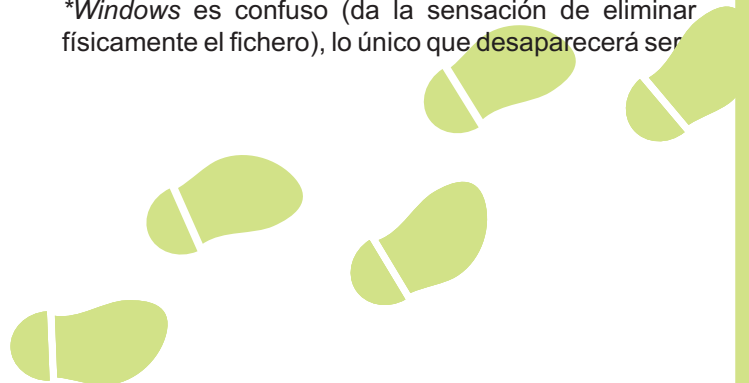 *Windows es confuso (da la sensación de eliminar
físicamente el fichero), lo único que desaparecerá